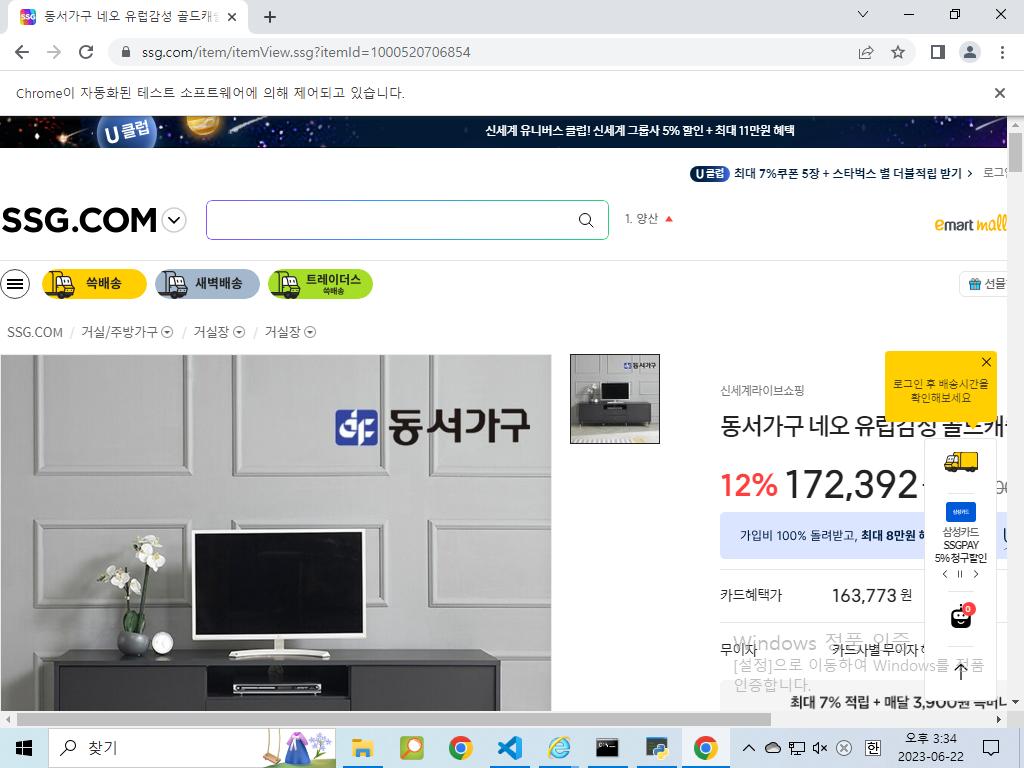 동서가구 네오 유럽감성 골드캐슬
ssg.com/item/itemView.ssg?itemId=1000520706854
Chrome이 자동화된 테스트 소프트웨어에 의해 제어되고 있습니다.
U 클럽
신세계 유니버스 클럽! 신세계 그룹사 5% 할인 + 최대 11만원 혜택
U 클럽 최대 7%쿠폰 5장 + 스타벅스 별 더블적립 받기 > 로그인
SSG.COM
1. 양산
emart mall
쓱배송
새벽배송
트레이더스
쓱배송
선물
SSG.COM / 거실/주방가구 / 거실장 / 거실장
동서가구
동서가구
로그인 후 배송시간을
확인해보세요
신세계라이브쇼핑
동서가구 네오 유럽감성 골드캐
12% 172,392
가입비 100% 돌려받고, 최대 8만원
삼성카드
삼성카드
SSGPAY
5% 청구할인
카드혜택가 163,773 원
0
무이자 카드사별 무이자
Windows 정품 인증
[설정]으로 이동하여 Windows를 정품
인증합니다.
최대 7% 적립 + 매달 3,900원
찾기
오후 3:34
2023-06-22
한